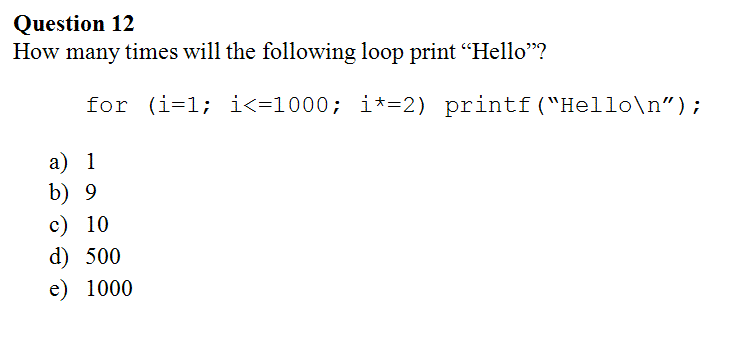 Question 12
How many times will the following loop print “Hello”?
for (i=1; i<=1000; i*=2) printf(“Hello\n”);
a) 1
b) 9
c) 10
d) 500
e) 1000